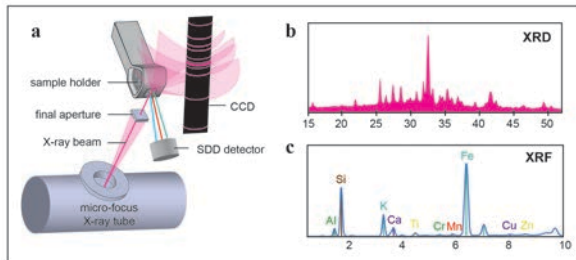 a
sample holder
final aperture
X-ray beam
CCD
SDD detector
micro-focus
X-ray tube
b
XRD
15 20 25 30 35 40 45 50
c
XRF
Al Si K Ca Ti Cr Mn Fe Cu Zn
2 4 6 8 10